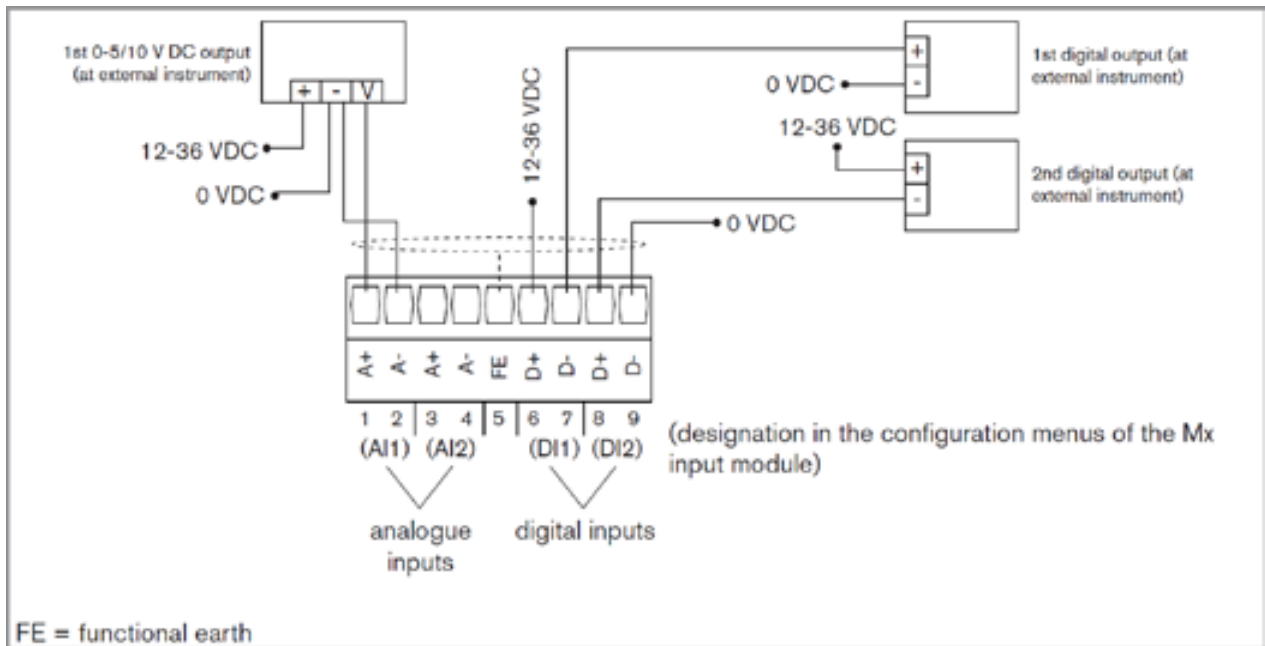 1st 0-5/10 V DC output
(at external instrument)
+ - V
12-36 VDC
0 VDC
12-36 VDC
0 VDC
+
-
1st digital output (at
external instrument)
12-36 VDC
+
-
2nd digital output (at
external instrument)
0 VDC
A+ A- A+ A- FE D+ D- D+ D-
1 2 3 4 5 6 7 8 9
(AI1) (AI2) (DI1) (DI2)
(designation in the configuration menus of the Mx
input module)
analogue
inputs
digital inputs
FE = functional earth